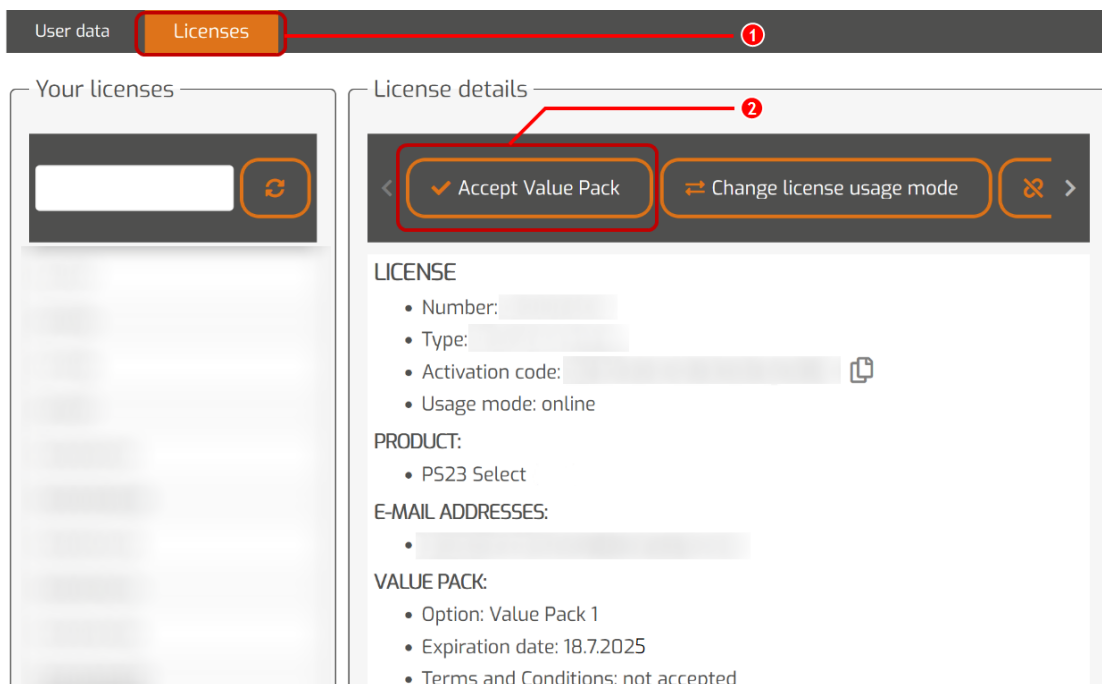 User data
Licenses
1
Your licenses
License details
2
Accept Value Pack
Change license usage mode
LICENSE
• Number:
• Type:
• Activation code:
• Usage mode: online
PRODUCT:
• PS23 Select
E-MAIL ADDRESSES:
•
VALUE PACK:
• Option: Value Pack 1
• Expiration date: 18.7.2025
• Terms and Conditions: not accepted